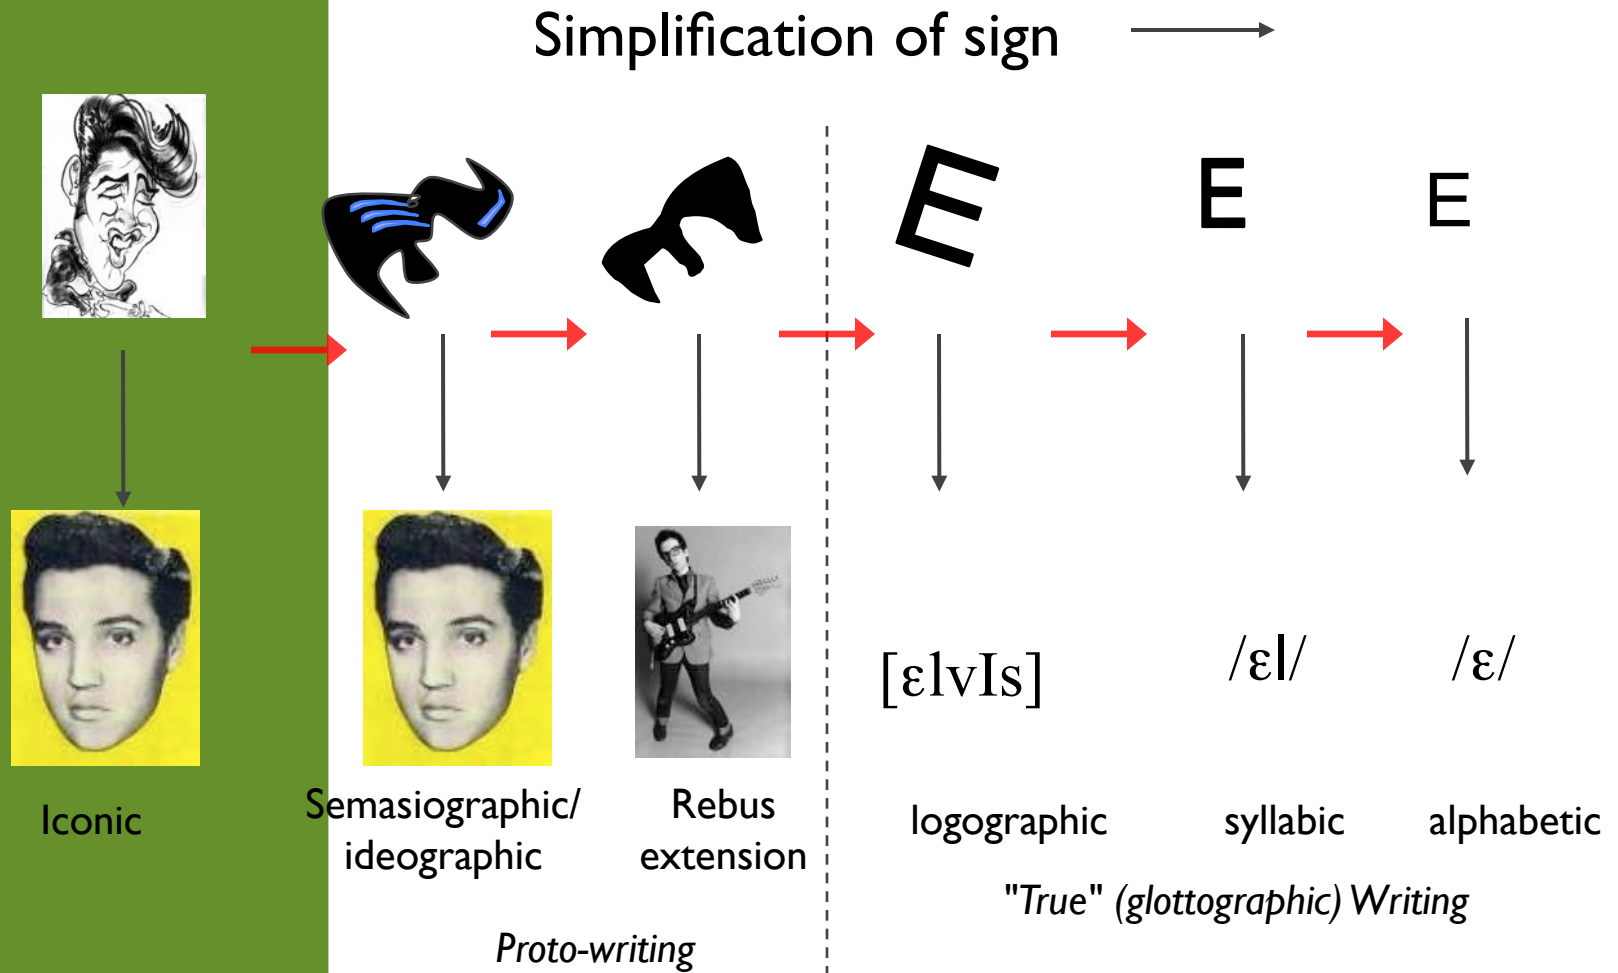 Simplification of sign
E
E
E
[ɛlvIs]
/ɛl/
/ɛ/
Iconic
Semasiographic/
ideographic
Rebus
extension
logographic
syllabic
alphabetic
"True" (glottographic) Writing
Proto-writing